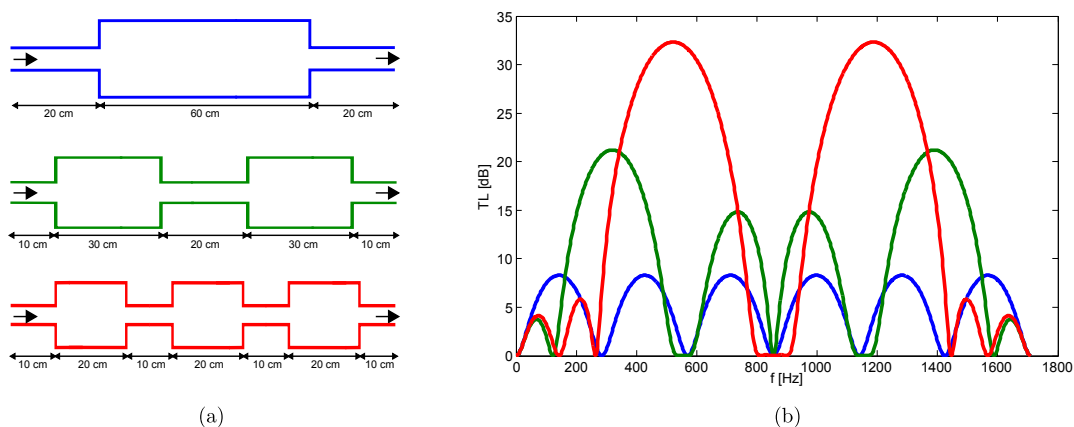 20 cm 60 cm 20 cm
10 cm 30 cm 20 cm 30 cm 10 cm
10 cm 20 cm 10 cm 20 cm 10 cm 20 cm 10 cm
(a)
TL [dB]
35
30
25
20
15
10
5
0
0 200 400 600 800 1000 1200 1400 1600 1800
f [Hz]
(b)